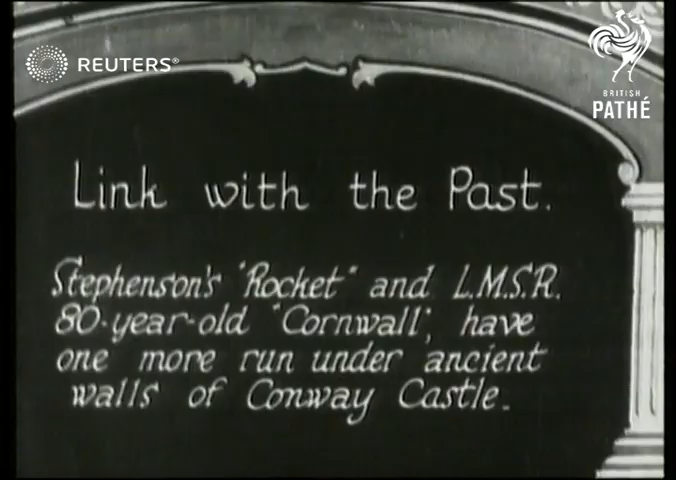 REUTERS®
BRITISH
PATHÉ
Link with the Past.
Stephenson's "Rocket" and L.M.S.R.
80-year-old "Cornwall", have
one more run under ancient
walls of Conway Castle.